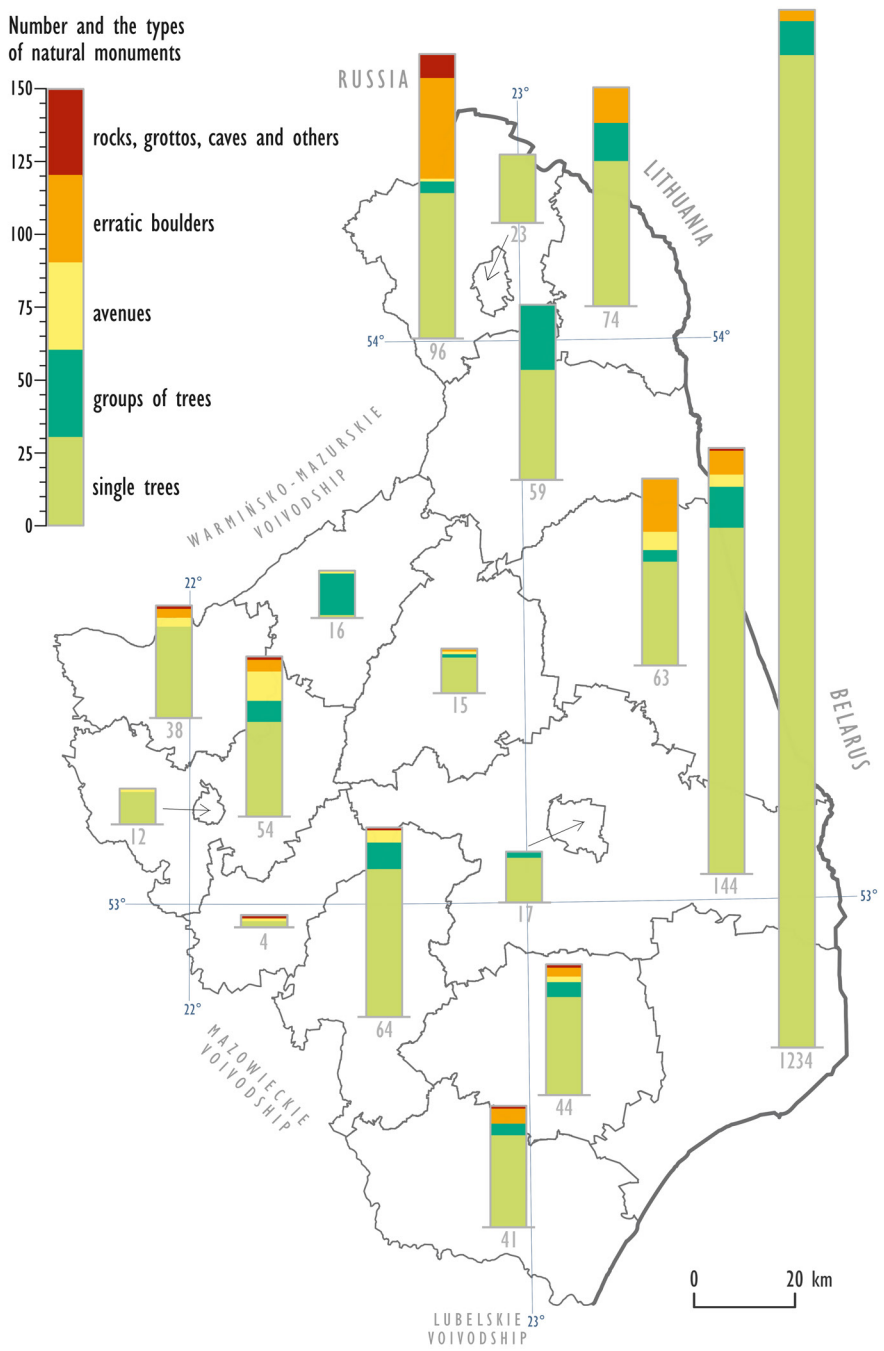 Number and the types
of natural monuments
150
125
100
75
50
25
0
rocks, grottos, caves and others
erratic boulders
avenues
groups of trees
single trees
RUSSIA
23°
LITHUANIA
23
74
54°
54°
96
WARMIŃSKO-MAZURSKIE
VOIVODSHIP
59
22°
16
63
15
38
BELARUS
12
54
144
53°
53°
17
4
22°
64
MAZOWIECKIE
VOIVODSHIP
1234
44
41
0
20 km
LUBELSKIE
VOIVODSHIP
23°